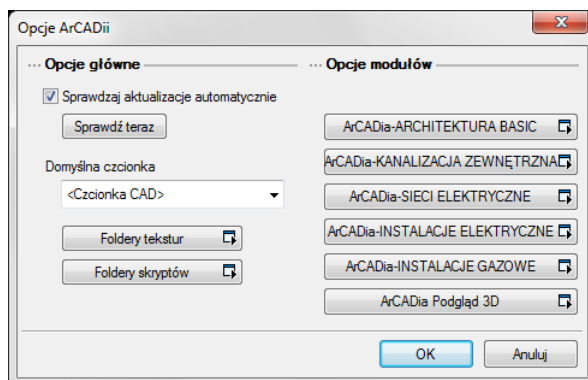 Opcje ArCADii
Opcje główne
Opcje modułów
Sprawdzaj aktualizacje automatycznie
Sprawdź teraz
Domyślna czcionka
<Czcionka CAD>
Foldery tekstur
Foldery skryptów
ArCADia-ARCHITEKTURA BASIC
ArCADia-KANALIZACJA ZEWNĘTRZNA
ArCADia-SIECI ELEKTRYCZNE
ArCADia-INSTALACJE ELEKTRYCZNE
ArCADia-INSTALACJE GAZOWE
ArCADia Podgląd 3D
OK
Anuluj